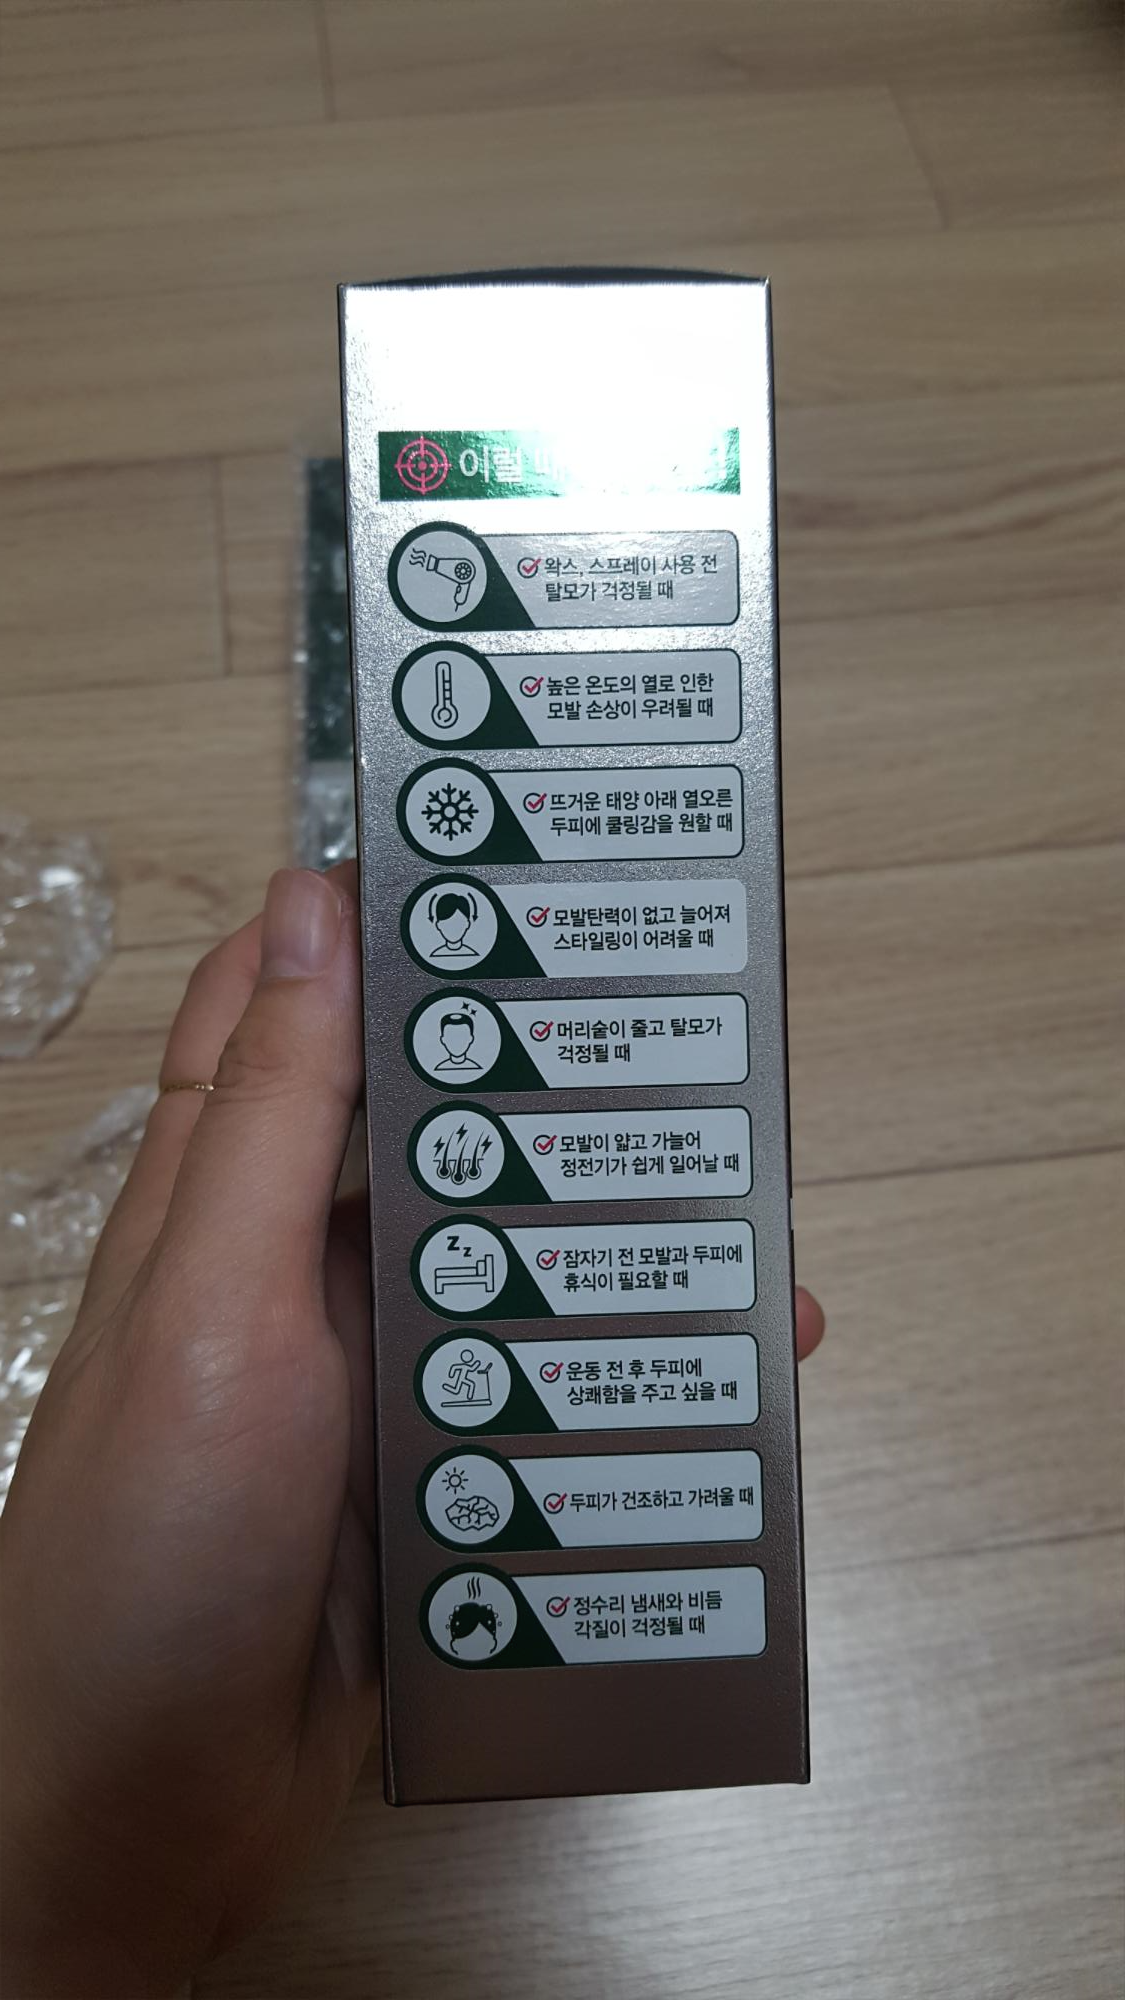 이럴
왁스, 스프레이 사용 전
탈모가 걱정될 때
높은 온도의 열로 인한
모발 손상이 우려될 때
뜨거운 태양 아래 열오른
두피에 쿨링감을 원할 때
모발탄력이 없고 늘어져
스타일링이 어려울 때
머리숱이 줄고 탈모가
걱정될 때
모발이 얇고 가늘어
정전기가 쉽게 일어날 때
zz
잠자기 전 모발과 두피에
휴식이 필요할 때
운동 전 후 두피에
상쾌함을 주고 싶을 때
두피가 건조하고 가려울 때
정수리 냄새와 비듬
각질이 걱정될 때